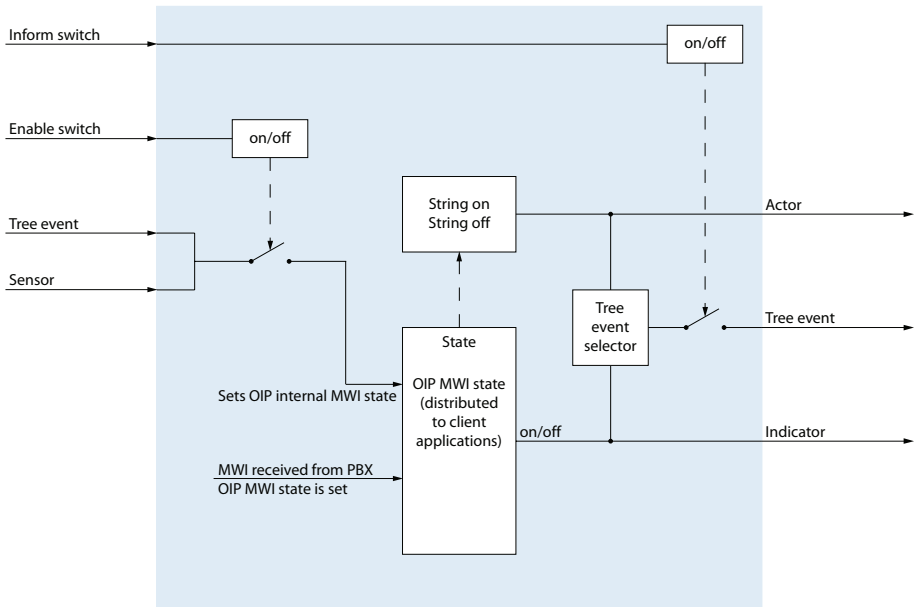 Inform switch
on/off
Enable switch
on/off
Tree event
Sensor
String on
String off
Actor
Tree
event
selector
Tree event
State
OIP MWI state
(distributed
to client
applications)
Sets OIP internal MWI state
on/off
Indicator
MWI received from PBX
OIP MWI state is set